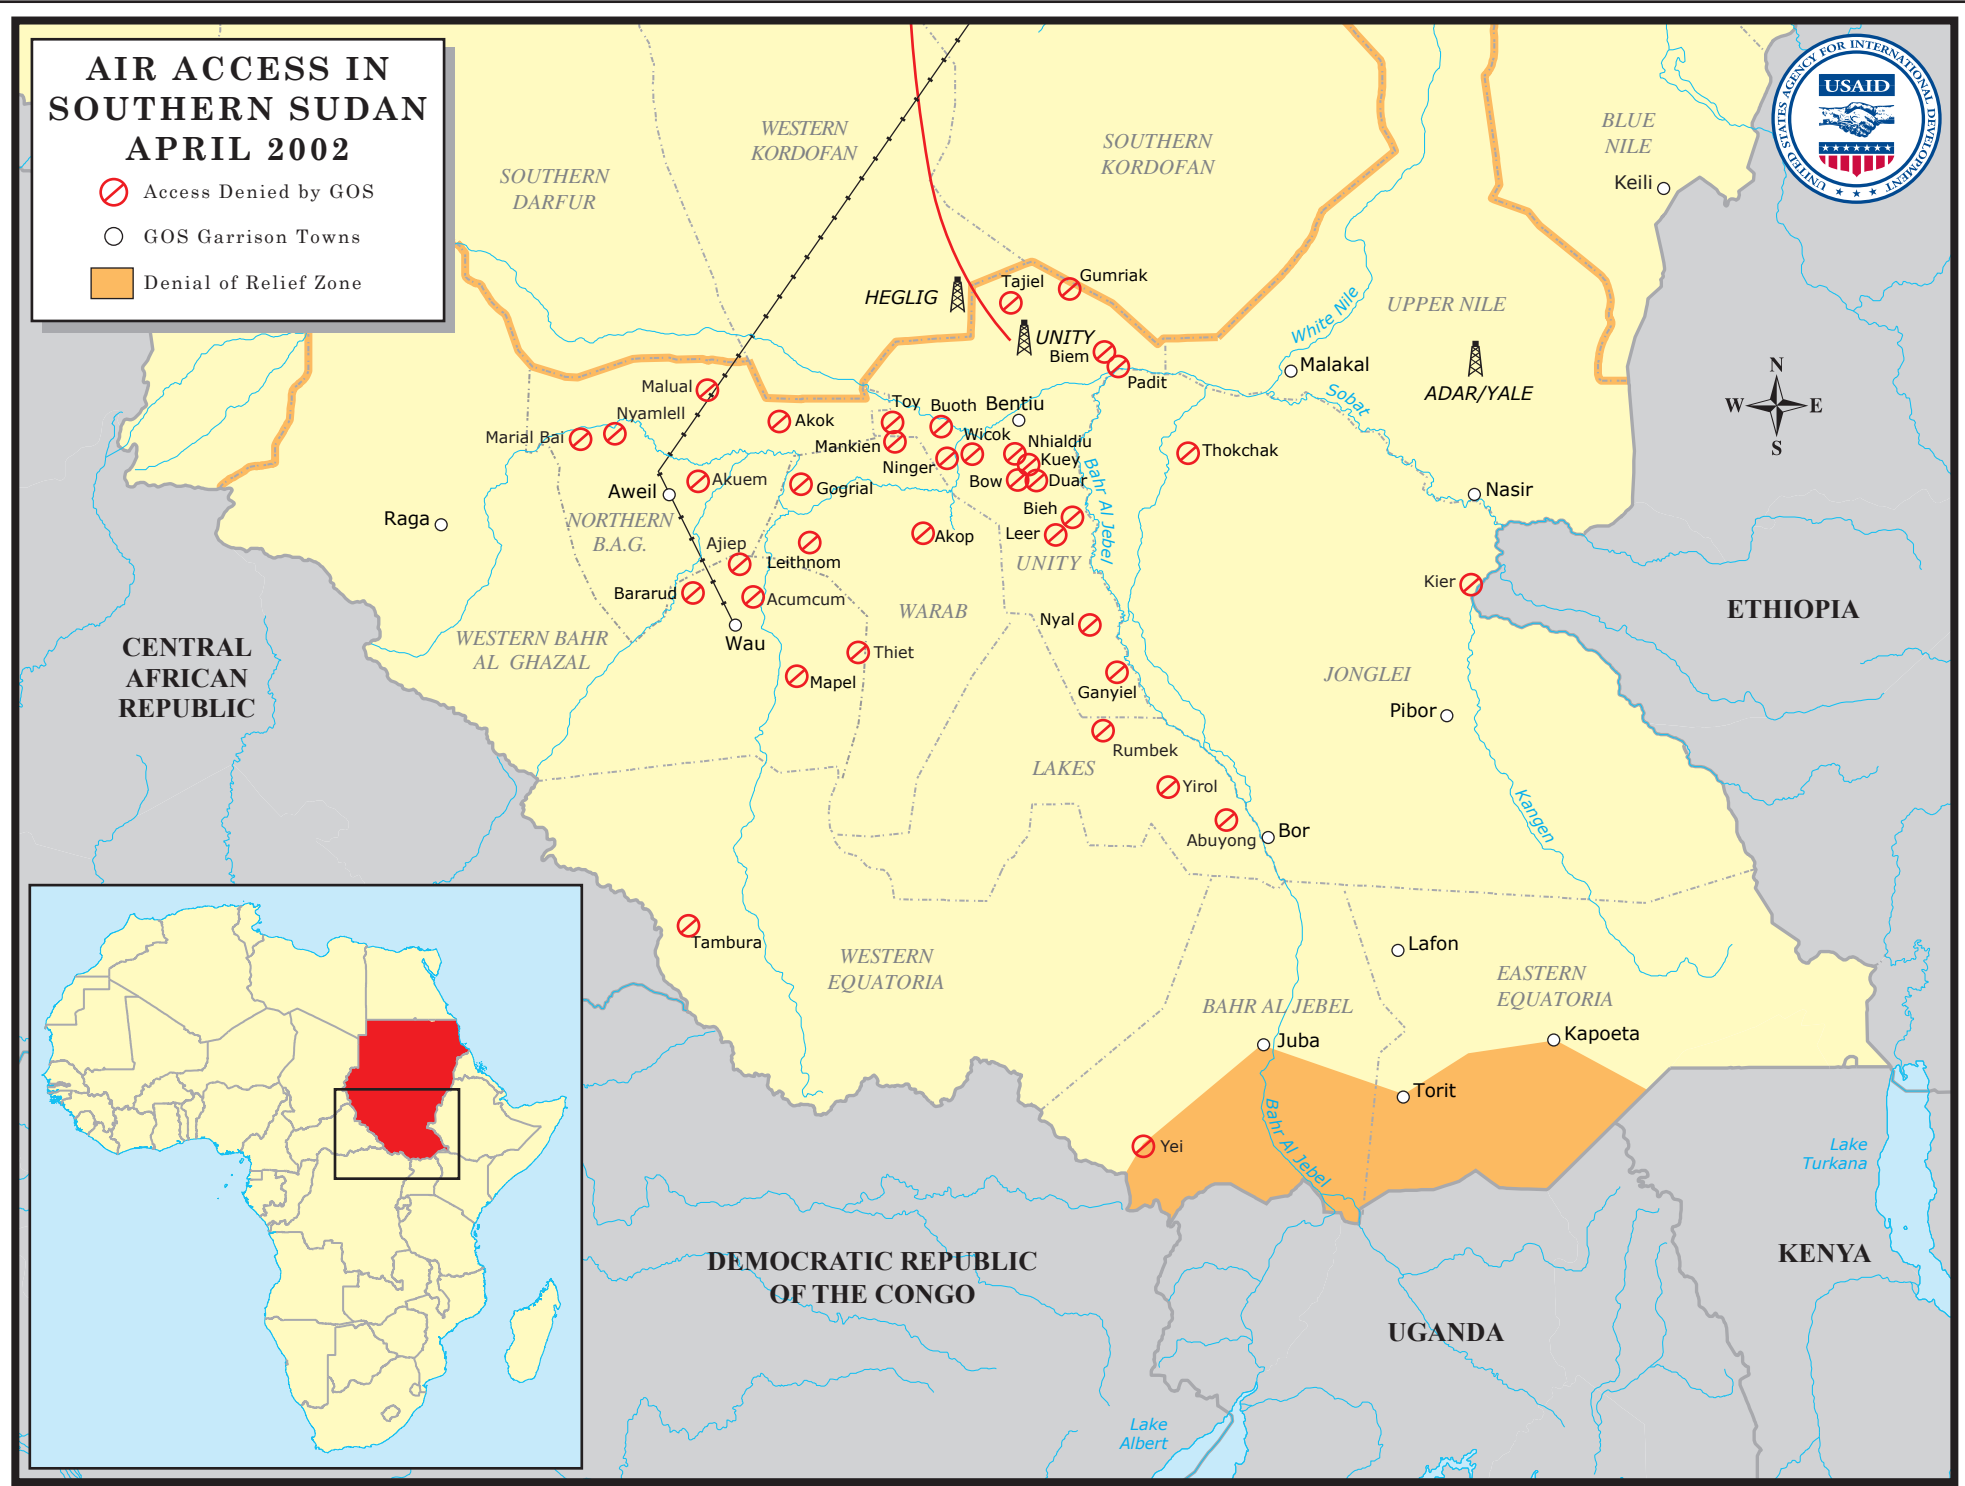 AIR ACCESS IN
SOUTHERN SUDAN
APRIL 2002
Access Denied by GOS
GOS Garrison Towns
Denial of Relief Zone
UNITED STATES AGENCY FOR INTERNATIONAL DEVELOPMENT
USAID
N
W E
S
WESTERN
KORDOFAN
SOUTHERN
KORDOFAN
SOUTHERN
DARFUR
BLUE
NILE
Keili
HEGLIG
Tajiel
Gumriak
UNITY
Biem
Padit
UPPER NILE
White Nile
Malakal
ADAR/YALE
Sobat
Malual
Nyamlell
Marial Bai
Akok
Toy
Buoth
Bentiu
Mankien
Wicok
Nhialdiu
Ninger
Kuey
Bow
Duar
Thokchak
Bahr Al Jebel
Akuem
Gogrial
Aweil
Nasir
Raga
NORTHERN
B.A.G.
Bieh
Leer
Akop
Ajiep
Leithnom
UNITY
Bararud
Acumcum
Kier
ETHIOPIA
WARAB
Nyal
Wau
WESTERN BAHR
AL GHAZAL
CENTRAL
AFRICAN
REPUBLIC
Thiet
Mapel
JONGLEI
Ganyiel
Pibor
Rumbek
LAKES
Yirol
Kangen
Abuyong
Bor
Tambura
WESTERN
EQUATORIA
Lafon
EASTERN
EQUATORIA
BAHR AL JEBEL
Juba
Kapoeta
Torit
Bahr Al Jebel
Yei
Lake
Turkana
DEMOCRATIC REPUBLIC
OF THE CONGO
KENYA
UGANDA
Lake
Albert